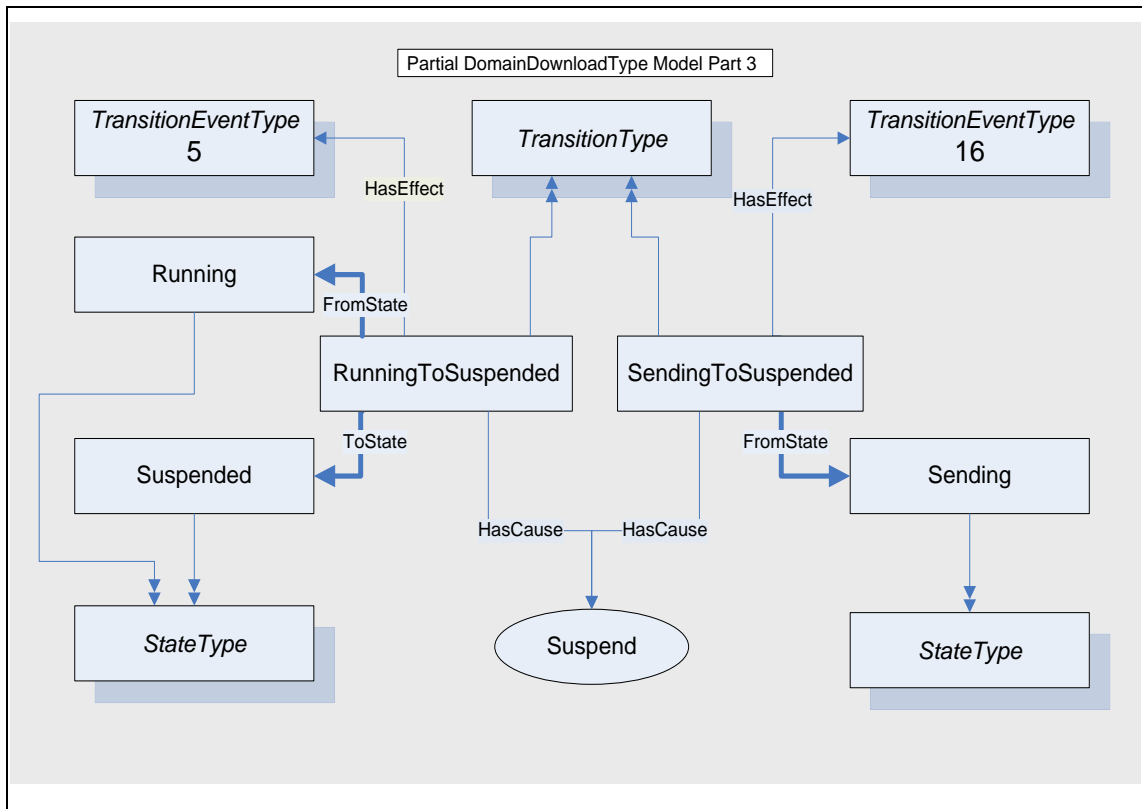 Partial DomainDownloadType Model Part 3
TransitionEventType
5
TransitionType
TransitionEventType
16
HasEffect
HasEffect
Running
FromState
RunningToSuspended
SendingToSuspended
ToState
FromState
Suspended
Sending
HasCause
HasCause
StateType
Suspend
StateType